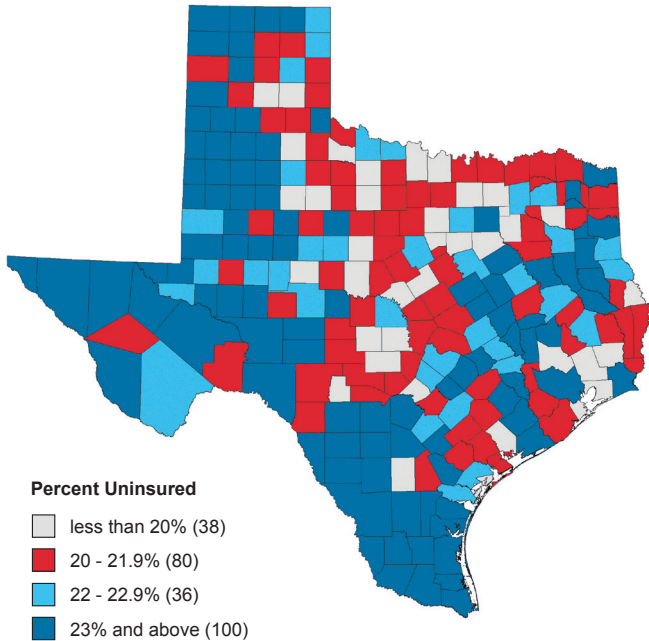 Percent Uninsured
less than 20% (38)
20 - 21.9% (80)
22 - 22.9% (36)
23% and above (100)